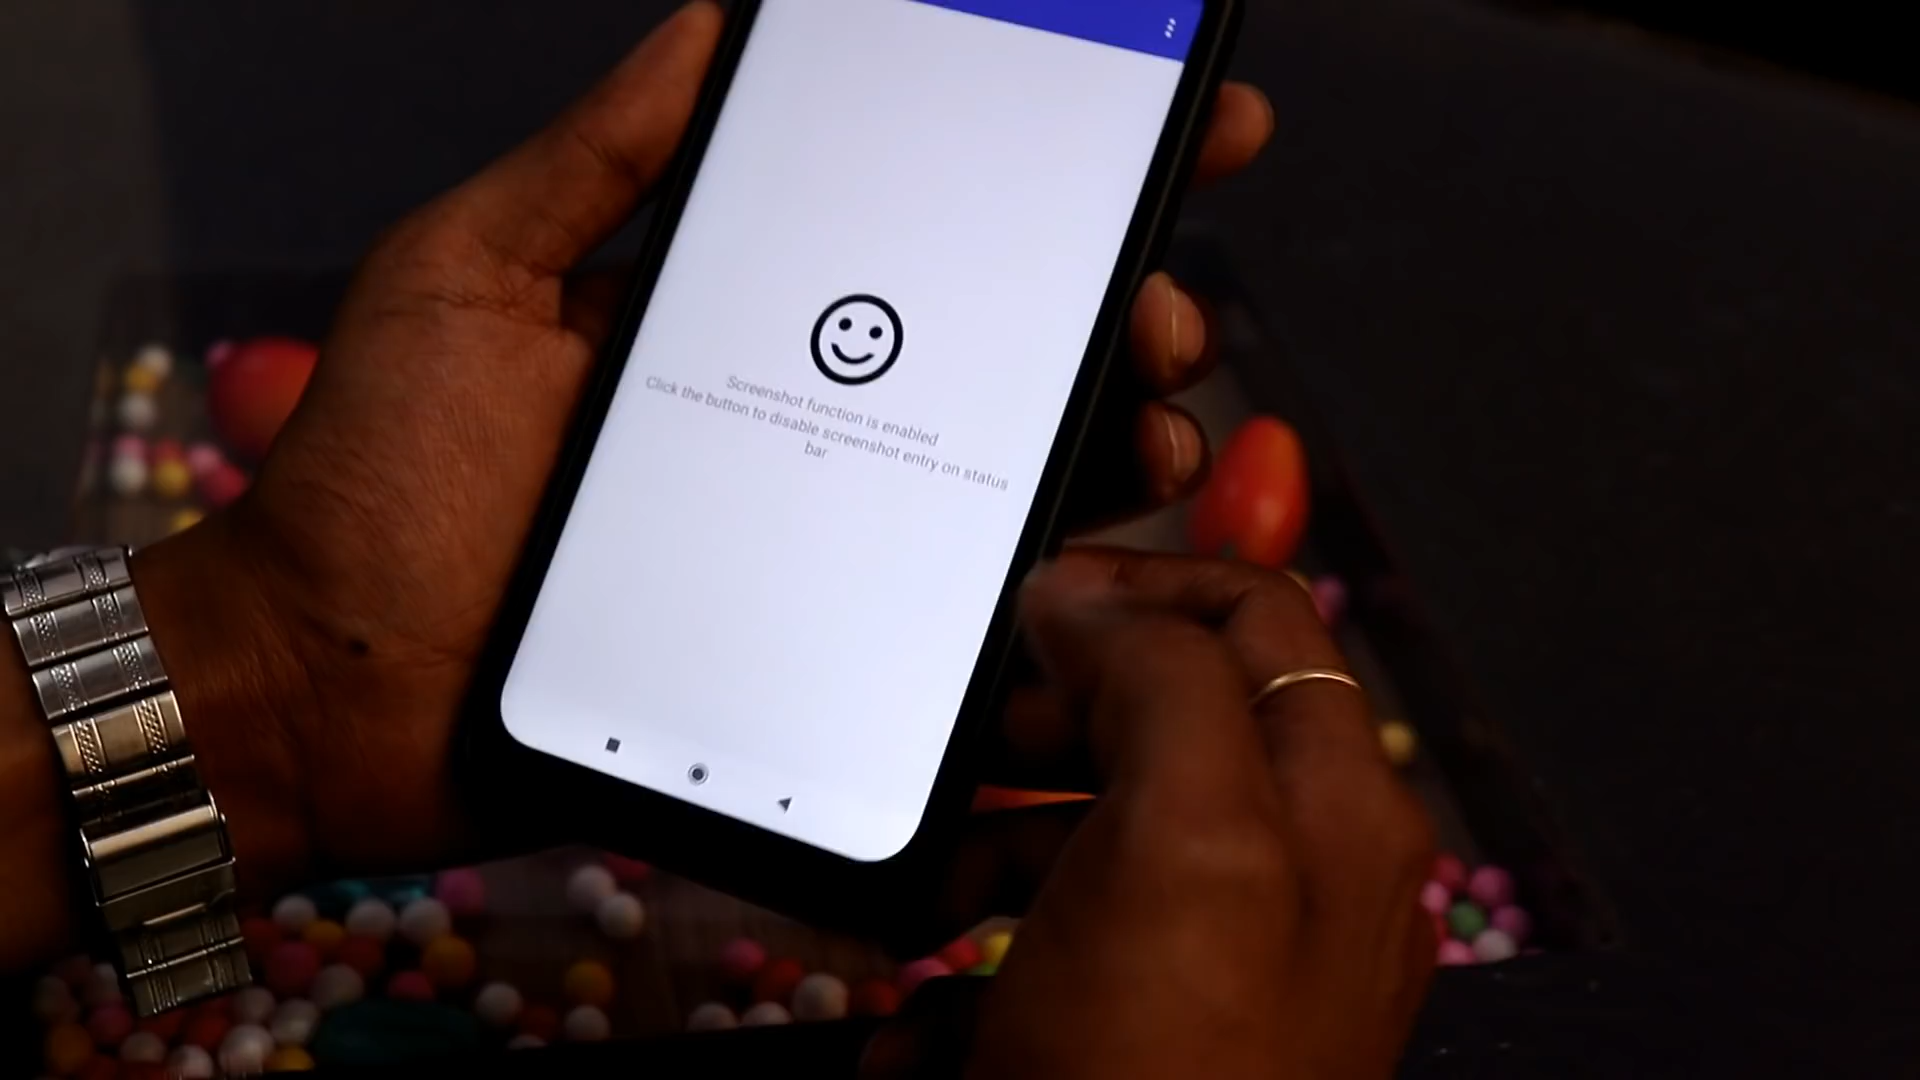 Screenshot function is enabled
Click the button to disable screenshot entry on status
bar